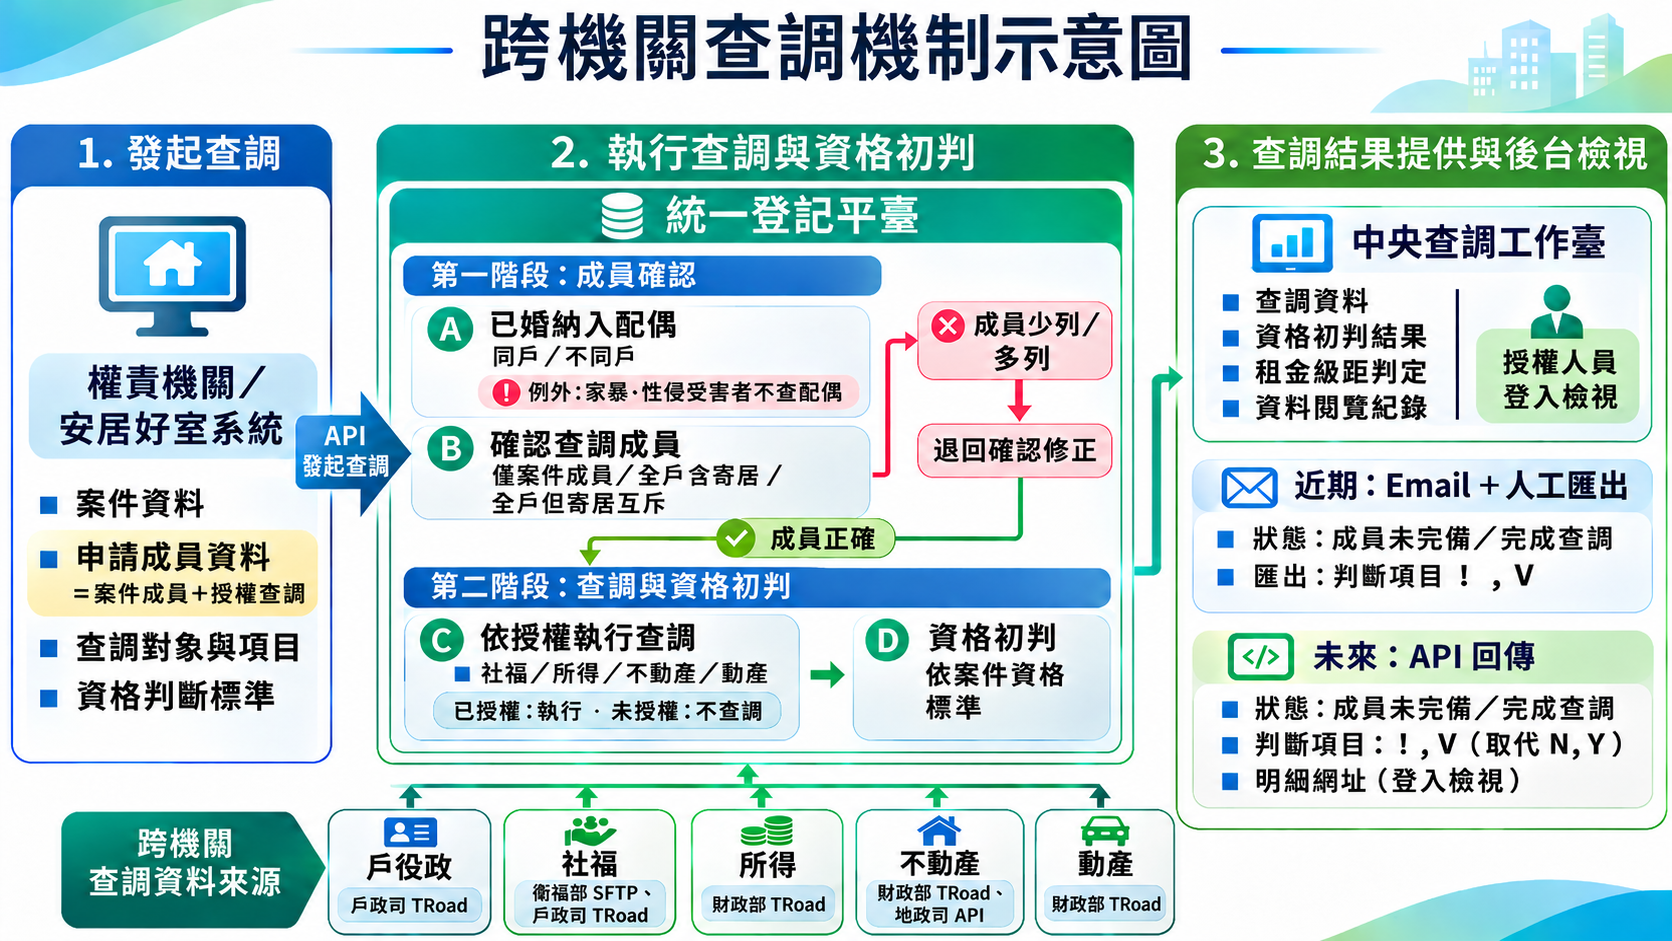 跨機關查調機制示意圖
1. 發起查調
權責機關／
安居好室系統
案件資料
申請成員資料
＝案件成員＋授權查調
查調對象與項目
資格判斷標準
API
發起查調
2. 執行查調與資格初判
統一登記平臺
第一階段：成員確認
A 已婚納入配偶
同戶／不同戶
! 例外：家暴·性侵受害者不查配偶
B 確認查調成員
僅案件成員／全戶含寄居／
全戶但寄居互斥
成員少列／
多列
退回確認修正
成員正確
第二階段：查調與資格初判
C 依授權執行查調
社福／所得／不動產／動產
已授權：執行 · 未授權：不查調
D 資格初判
依案件資格
標準
3. 查調結果提供與後台檢視
中央查調工作臺
查調資料
資格初判結果
租金級距判定
資料閱覽紀錄
授權人員
登入檢視
近期：Email＋人工匯出
狀態：成員未完備／完成查調
匯出：判斷項目！，V
</> 未來：API 回傳
狀態：成員未完備／完成查調
判斷項目：！，V（取代 N, Y）
明細網址（登入檢視）
跨機關
查調資料來源
戶役政
戶政司 TRoad
社福
衛福部 SFTP、
戶政司 TRoad
所得
財政部 TRoad
不動產
財政部 TRoad、
地政司 API
動產
財政部 TRoad